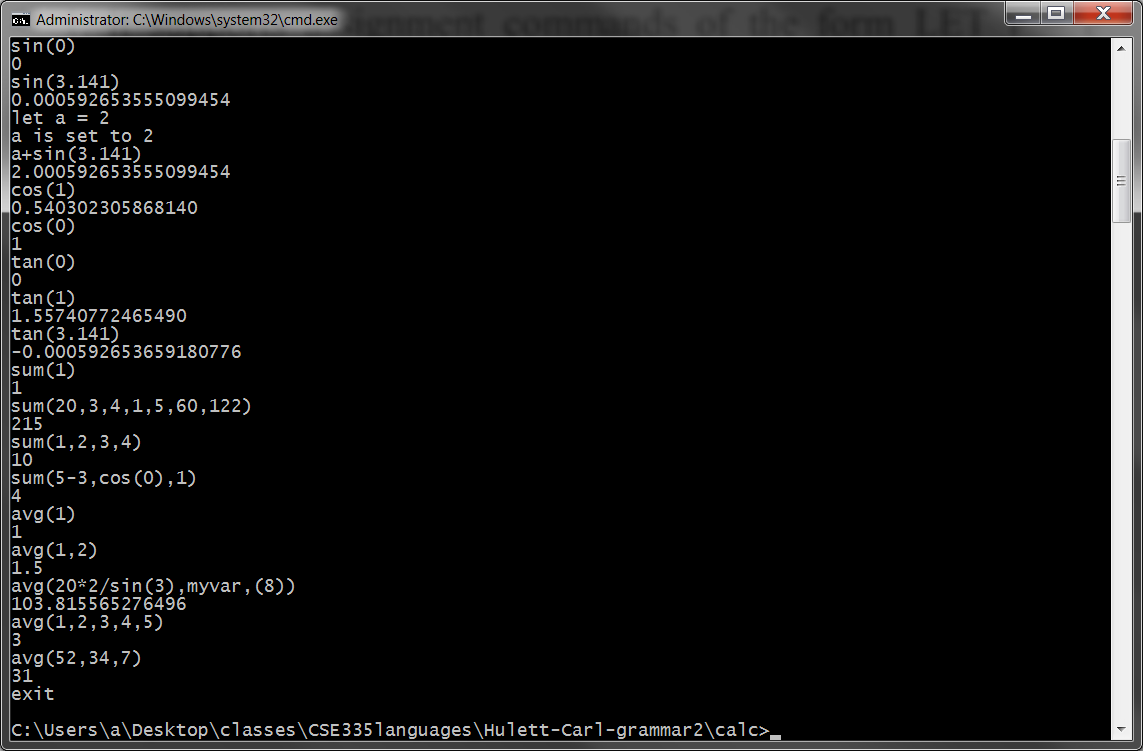 Administrator: C:\Windows\system32\cmd.exe
commands of the form LET
sin(0)
0
sin(3.141)
0.000592653555099454
let a = 2
a is set to 2
a+sin(3.141)
2.000592653555099454
cos(1)
0.540302305868140
cos(0)
1
tan(0)
0
tan(1)
1.55740772465490
tan(3.141)
-0.000592653659180776
sum(1)
1
sum(20,3,4,1,5,60,122)
215
sum(1,2,3,4)
10
sum(5-3,cos(0),1)
4
avg(1)
1
avg(1,2)
1.5
avg(20*2/sin(3),myvar,(8))
103.815565276496
avg(1,2,3,4,5)
3
avg(52,34,7)
31
exit
C:\Users\a\Desktop\classes\CSE335languages\Hulett-Carl-grammar2\calc>_